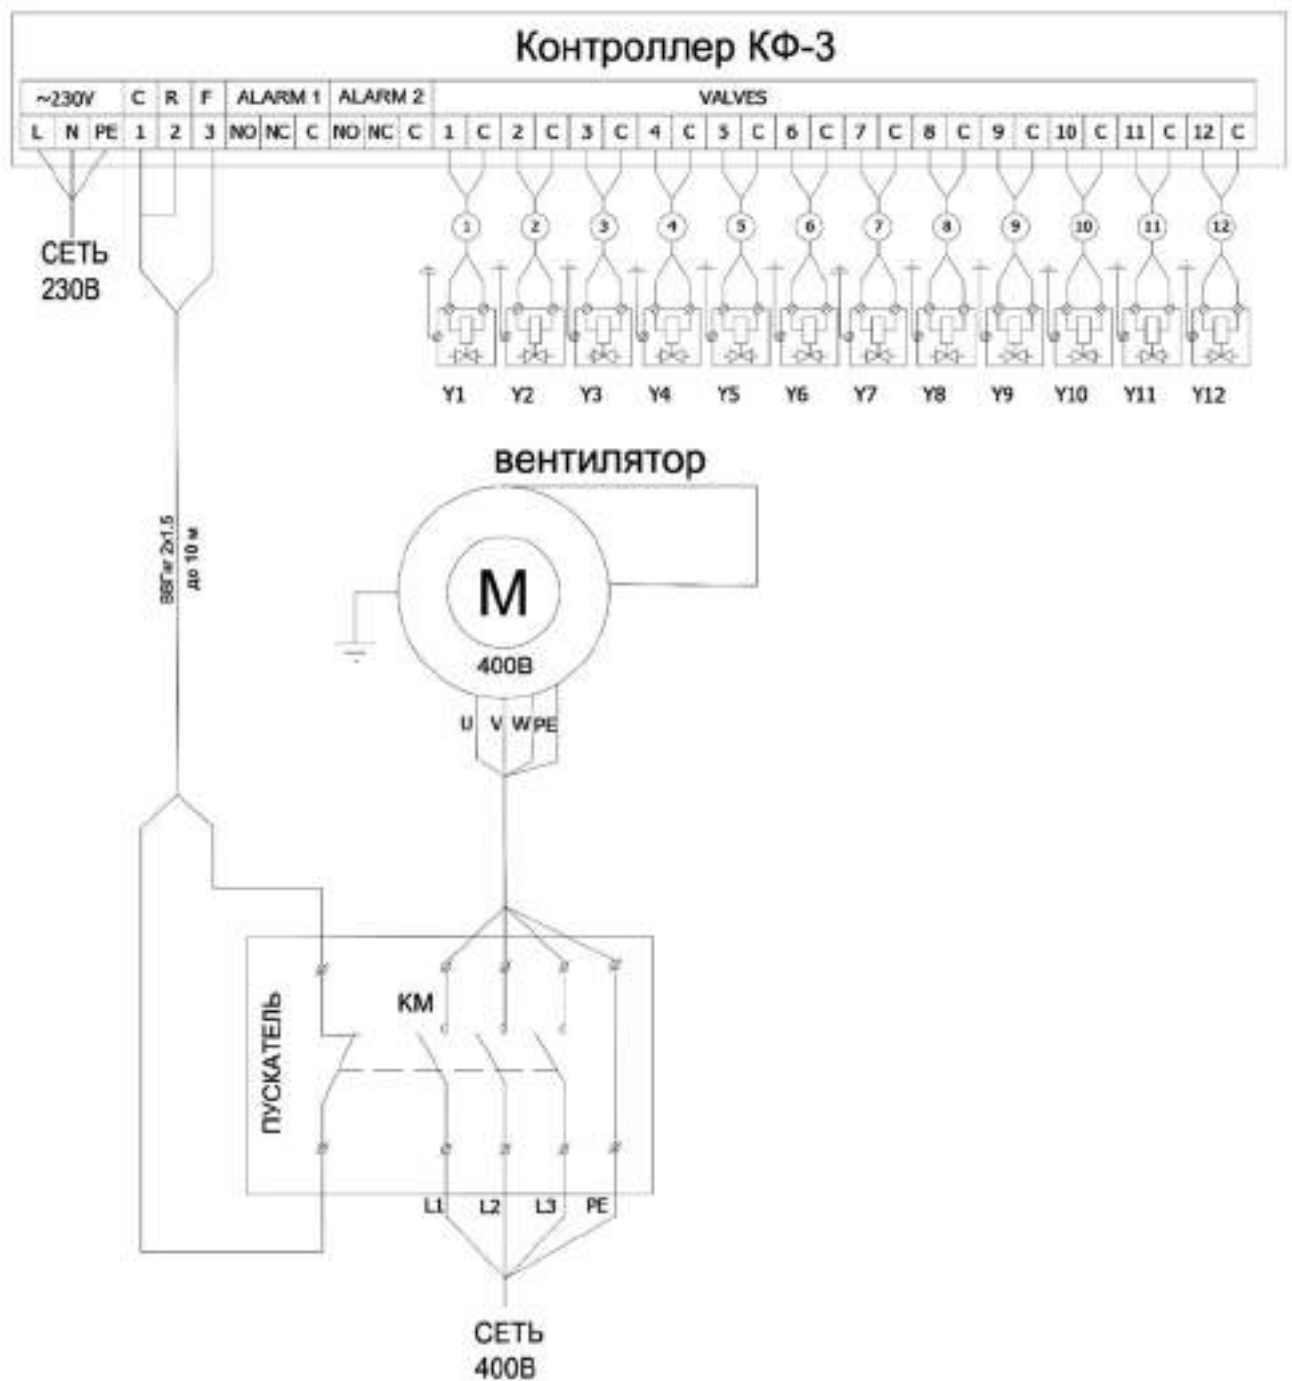 Контроллер КФ-3
~230V C R F ALARM 1 ALARM 2 VALVES
L N PE 1 2 3 NO NC C NO NC C 1 C 2 C 3 C 4 C 5 C 6 C 7 C 8 C 9 C 10 C 11 C 12 C
1 2 3 4 5 6 7 8 9 10 11 12
СЕТЬ
230В
Y1 Y2 Y3 Y4 Y5 Y6 Y7 Y8 Y9 Y10 Y11 Y12
вентилятор
ВВГнг 2х1.5
до 10 м
M
400В
U V W PE
ПУСКАТЕЛЬ
КМ
L1 L2 L3 PE
СЕТЬ
400В